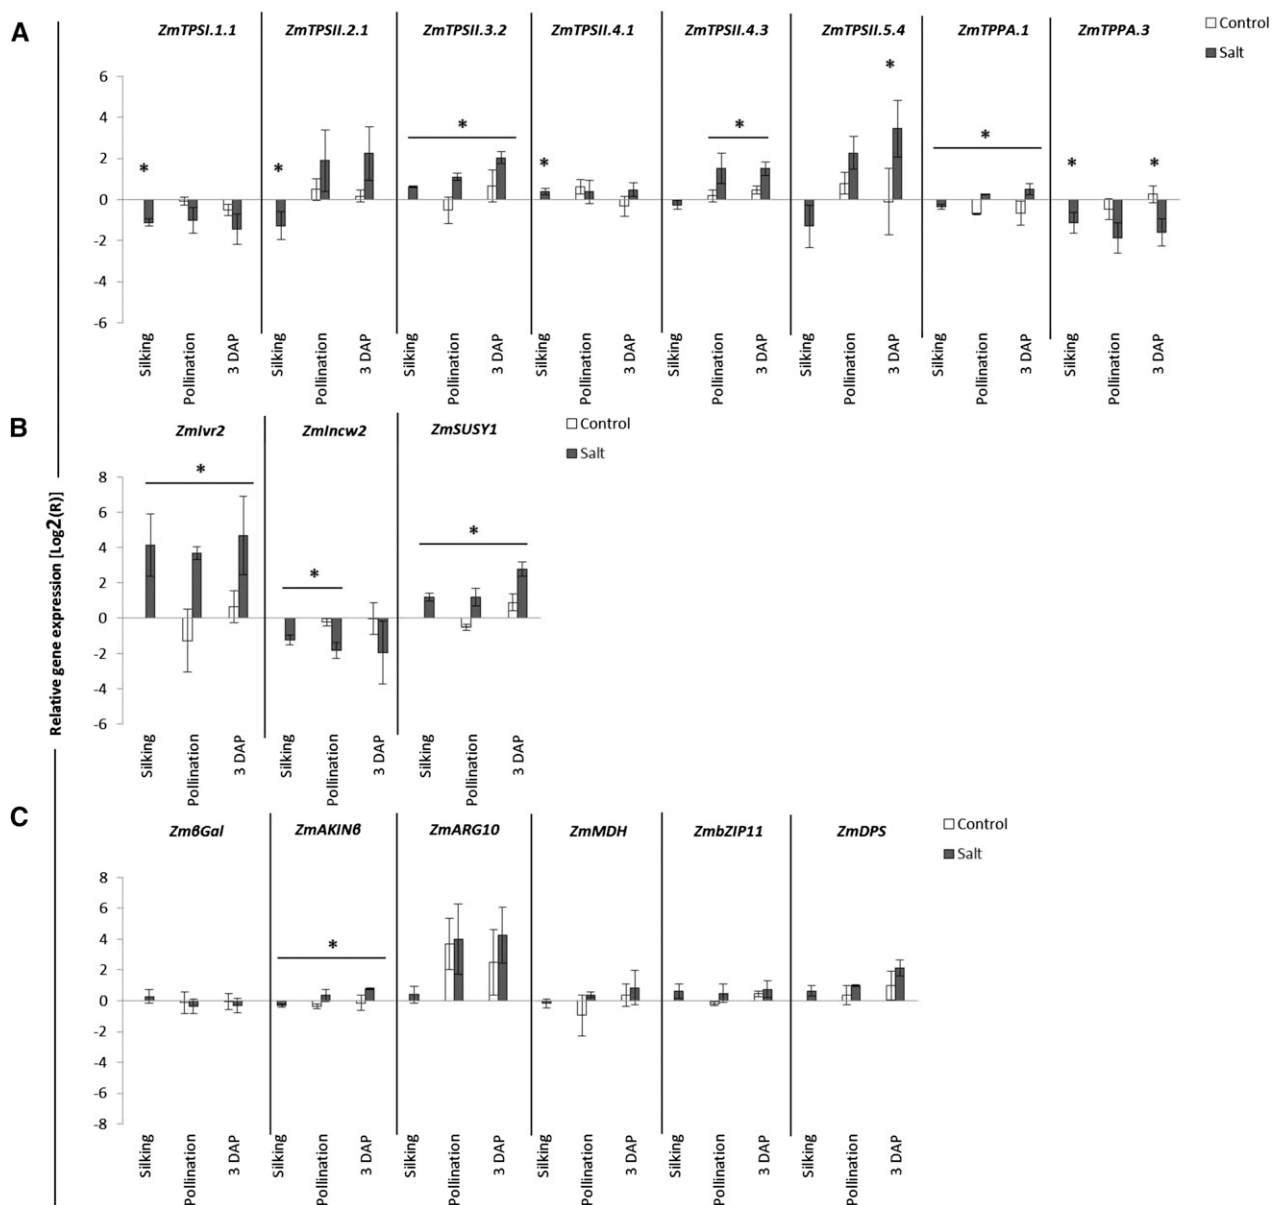 A
ZmTPSI.1.1 ZmTPSII.2.1 ZmTPSII.3.2 ZmTPSII.4.1 ZmTPSII.4.3 ZmTPSII.5.4 ZmTPPA.1 ZmTPPA.3
Control
Salt
* * * * * * * * *
6
4
2
0
-2
-4
-6
Silking Pollination 3 DAP Silking Pollination 3 DAP Silking Pollination 3 DAP Silking Pollination 3 DAP Silking Pollination 3 DAP Silking Pollination 3 DAP Silking Pollination 3 DAP Silking Pollination 3 DAP
Relative gene expression [Log2(R)]
B
ZmIvr2 ZmIncw2 ZmSUSY1
Control
Salt
* * *
8
6
4
2
0
-2
-4
-6
Silking Pollination 3 DAP Silking Pollination 3 DAP Silking Pollination 3 DAP
C
ZmβGal ZmAKINβ ZmARG10 ZmMDH ZmbZIP11 ZmDPS
Control
Salt
*
8
6
4
2
0
-2
-4
-6
-8
Silking Pollination 3 DAP Silking Pollination 3 DAP Silking Pollination 3 DAP Silking Pollination 3 DAP Silking Pollination 3 DAP Silking Pollination 3 DAP